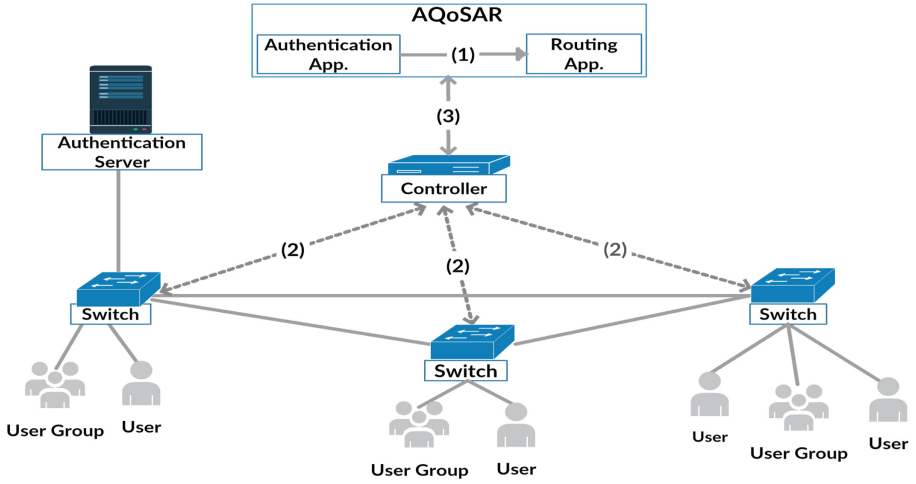 AQoSAR
Authentication
App.
(1)
Routing
App.
(3)
Authentication
Server
Controller
(2)
(2)
(2)
Switch
Switch
Switch
User Group
User
User Group
User
User
User Group
User